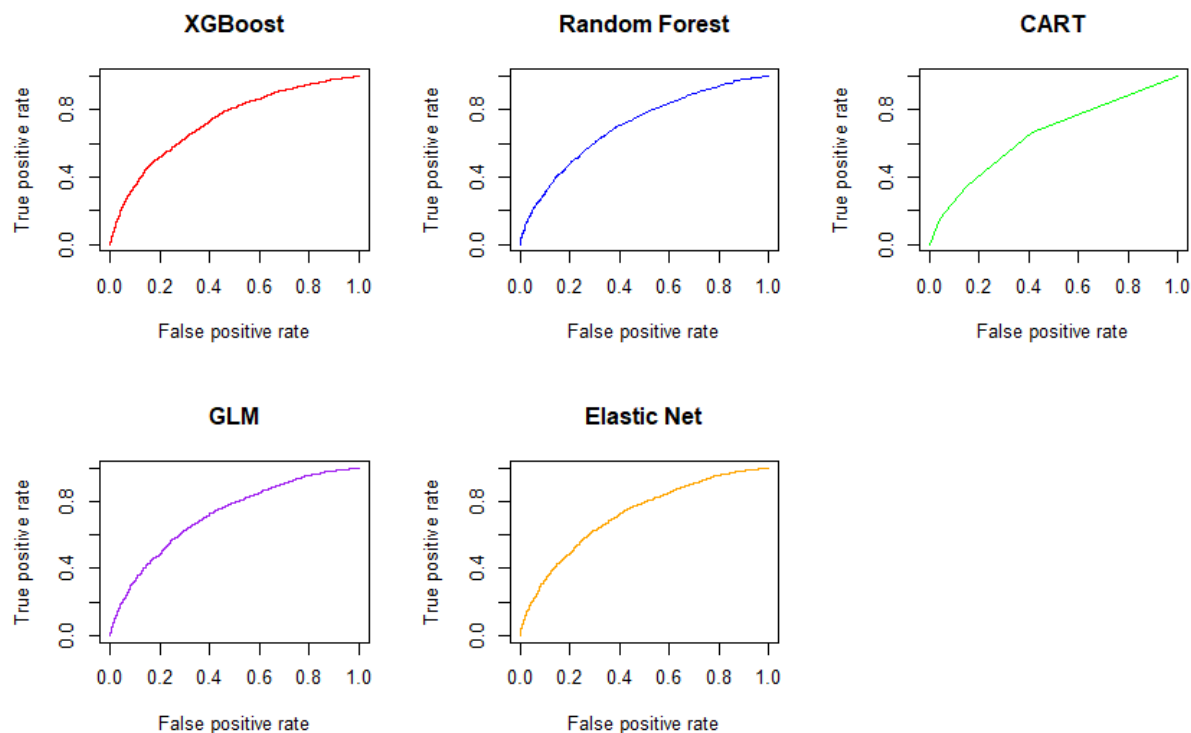 XGBoost
True positive rate
0.0 0.4 0.8
0.0 0.2 0.4 0.6 0.8 1.0
False positive rate
Random Forest
True positive rate
0.0 0.4 0.8
0.0 0.2 0.4 0.6 0.8 1.0
False positive rate
CART
True positive rate
0.0 0.4 0.8
0.0 0.2 0.4 0.6 0.8 1.0
False positive rate
GLM
True positive rate
0.0 0.4 0.8
0.0 0.2 0.4 0.6 0.8 1.0
False positive rate
Elastic Net
True positive rate
0.0 0.4 0.8
0.0 0.2 0.4 0.6 0.8 1.0
False positive rate